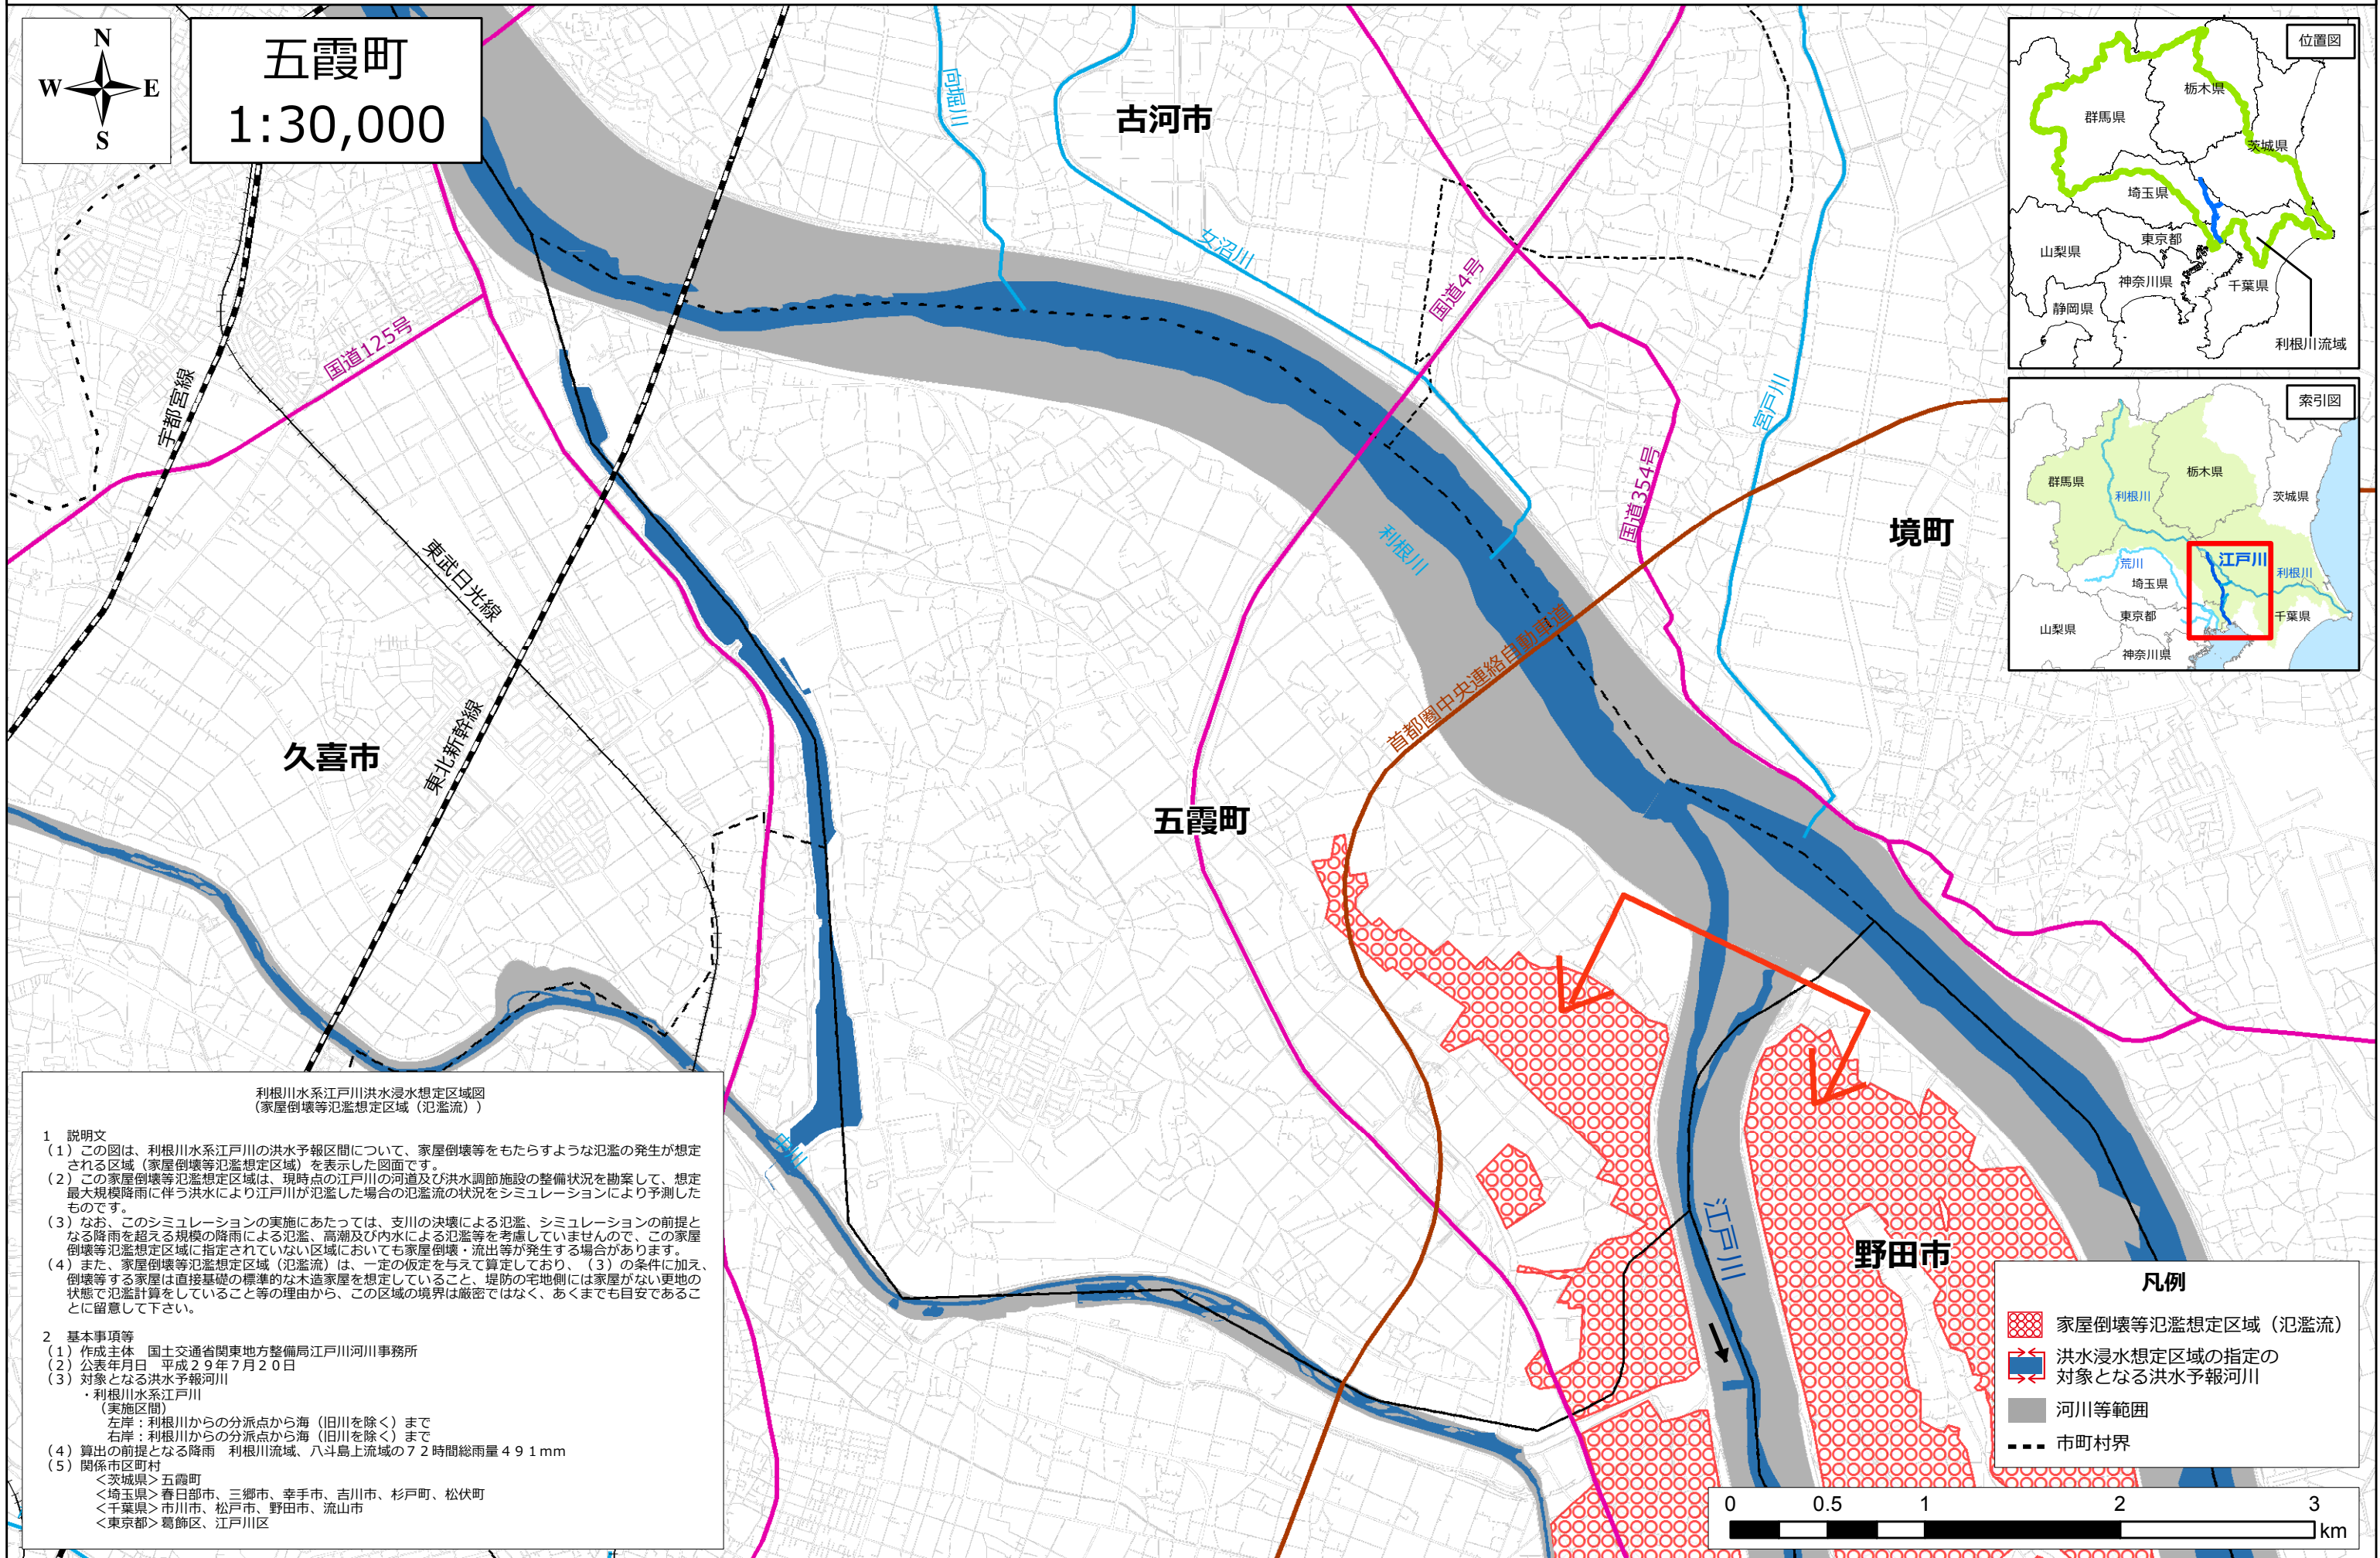 N
W E
S
五霞町
1:30,000
古河市
向堀川
女沼川
国道4号
国道354号
宮戸川
境町
国道125号
宇都宮線
東武日光線
東北新幹線
久喜市
利根川
首都圏中央連絡自動車道
五霞町
中川
江戸川
野田市
位置図
栃木県
群馬県
茨城県
埼玉県
東京都
山梨県
神奈川県
千葉県
静岡県
利根川流域
索引図
栃木県
群馬県
利根川
茨城県
江戸川
荒川
利根川
埼玉県
東京都
千葉県
山梨県
神奈川県
利根川水系江戸川洪水浸水想定区域図
（家屋倒壊等氾濫想定区域（氾濫流））
1 説明文
（１）この図は、利根川水系江戸川の洪水予報区間について、家屋倒壊等をもたらすような氾濫の発生が想定
される区域（家屋倒壊等氾濫想定区域）を表示した図面です。
（２）この家屋倒壊等氾濫想定区域は、現時点の江戸川の河道及び洪水調節施設の整備状況を勘案して、想定
最大規模降雨に伴う洪水により江戸川が氾濫した場合の氾濫流の状況をシミュレーションにより予測した
ものです。
（３）なお、このシミュレーションの実施にあたっては、支川の決壊による氾濫、シミュレーションの前提と
なる降雨を超える規模の降雨による氾濫、高潮及び内水による氾濫等を考慮していませんので、この家屋
倒壊等氾濫想定区域に指定されていない区域においても家屋倒壊・流出等が発生する場合があります。
（４）また、家屋倒壊等氾濫想定区域（氾濫流）は、一定の仮定を与えて算定しており、（３）の条件に加え、
倒壊等する家屋は直接基礎の標準的な木造家屋を想定していること、堤防の宅地側には家屋がない更地の
状態で氾濫計算をしていること等の理由から、この区域の境界は厳密ではなく、あくまでも目安であるこ
とに留意して下さい。
2 基本事項等
（１）作成主体 国土交通省関東地方整備局江戸川河川事務所
（２）公表年月日 平成２９年７月２０日
（３）対象となる洪水予報河川
・利根川水系江戸川
（実施区間）
左岸：利根川からの分派点から海（旧川を除く）まで
右岸：利根川からの分派点から海（旧川を除く）まで
（４）算出の前提となる降雨 利根川流域、八斗島上流域の７２時間総雨量４９１mm
（５）関係市区町村
＜茨城県＞五霞町
＜埼玉県＞春日部市、三郷市、幸手市、吉川市、杉戸町、松伏町
＜千葉県＞市川市、松戸市、野田市、流山市
＜東京都＞葛飾区、江戸川区
凡例
家屋倒壊等氾濫想定区域（氾濫流）
洪水浸水想定区域の指定の
対象となる洪水予報河川
河川等範囲
市町村界
0 0.5 1 2 3
km